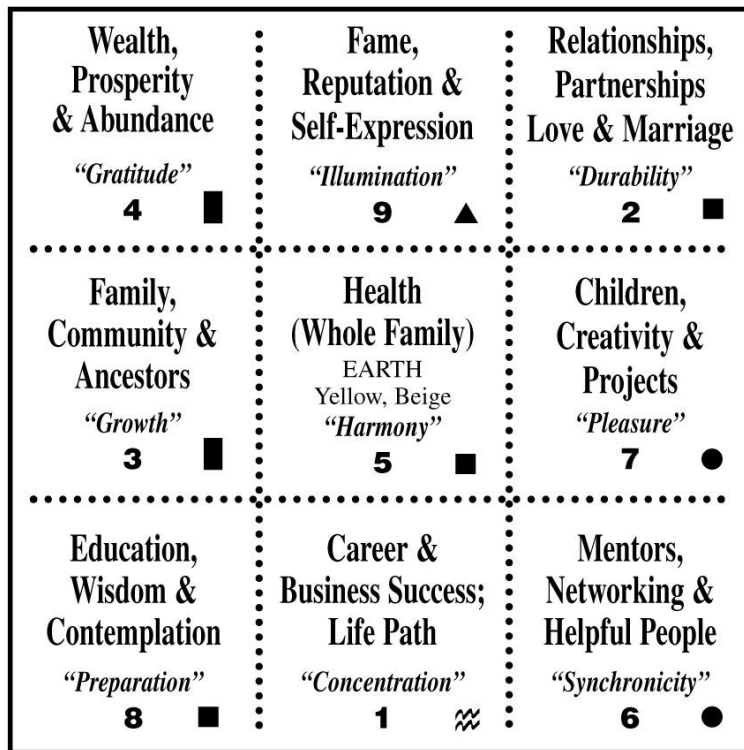 Wealth,
Prosperity
& Abundance
“Gratitude”
4
Fame,
Reputation &
Self-Expression
“Illumination”
9
Relationships,
Partnerships
Love & Marriage
“Durability”
2
Family,
Community &
Ancestors
“Growth”
3
Health
(Whole Family)
EARTH
Yellow, Beige
“Harmony”
5
Children,
Creativity &
Projects
“Pleasure”
7
Education,
Wisdom &
Contemplation
“Preparation”
8
Career &
Business Success;
Life Path
“Concentration”
1
Mentors,
Networking &
Helpful People
“Synchronicity”
6